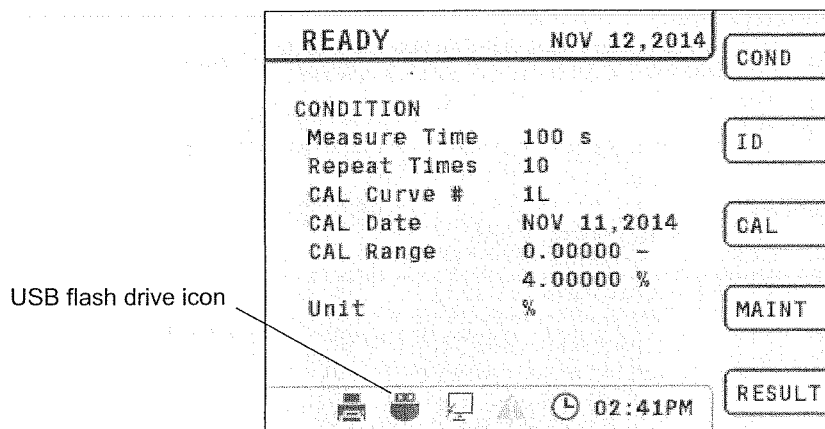 READY NOV 12,2014
COND
CONDITION
Measure Time 100 s
ID
Repeat Times 10
CAL Curve # 1L
CAL Date NOV 11,2014
CAL
CAL Range 0.00000 –
4.00000 %
USB flash drive icon
Unit %
MAINT
RESULT
02:41PM